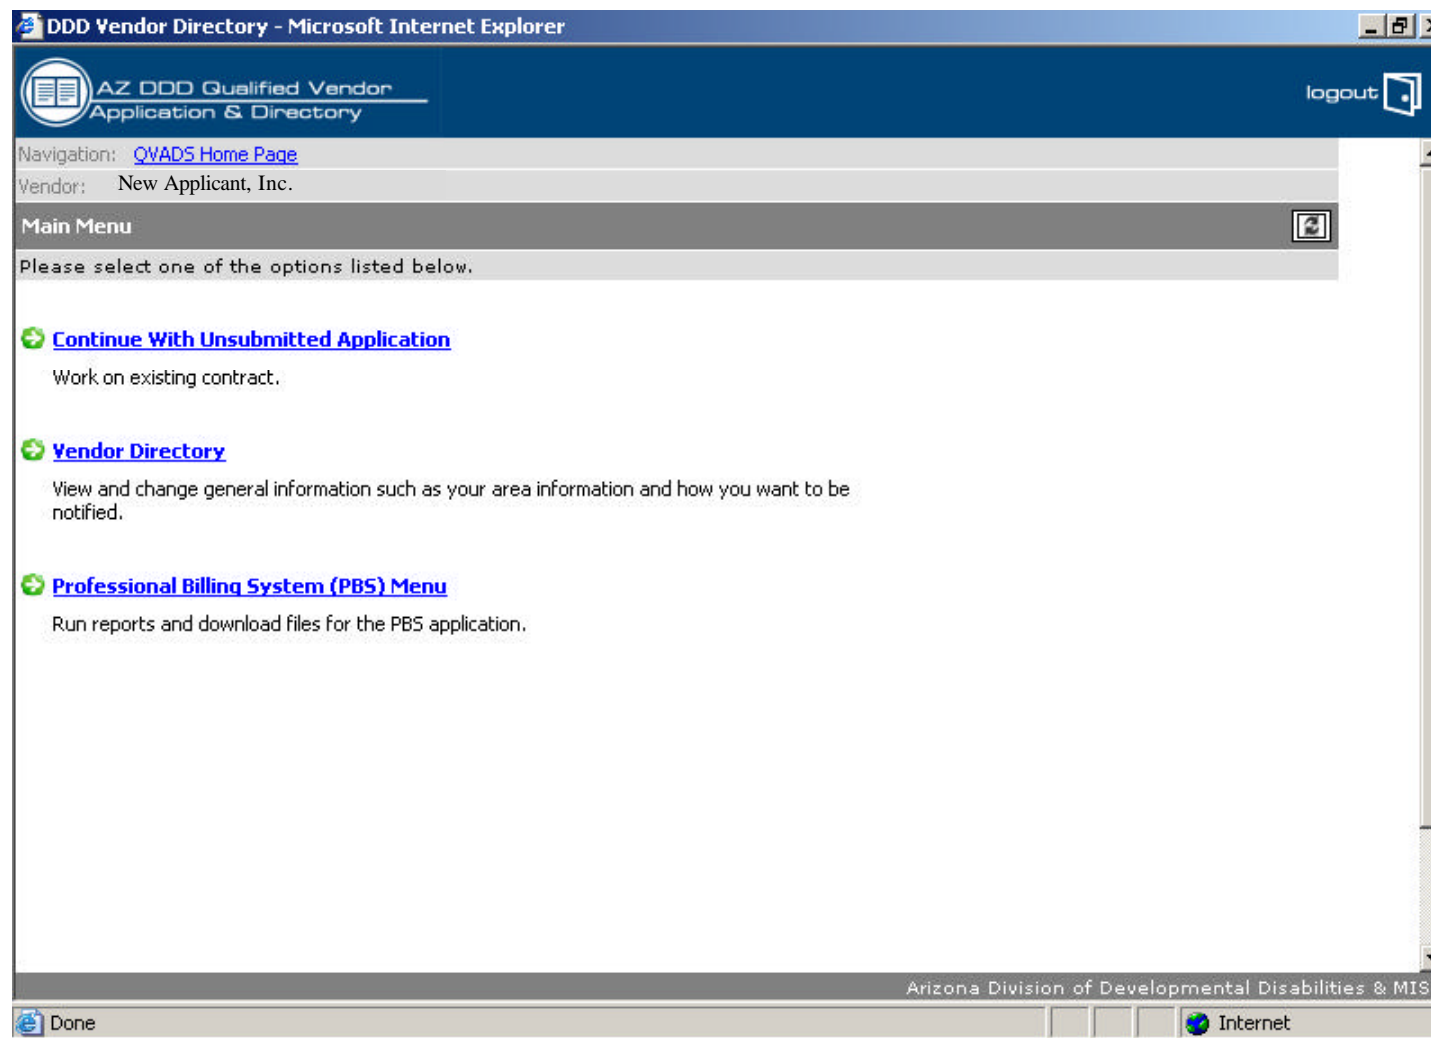 DDD Vendor Directory - Microsoft Internet Explorer
AZ DDD Qualified Vendor
Application & Directory
logout
Navigation: QVADS Home Page
Vendor: New Applicant, Inc.
Main Menu
Please select one of the options listed below.
Continue With Unsubmitted Application
Work on existing contract.
Vendor Directory
View and change general information such as your area information and how you want to be
notified.
Professional Billing System (PBS) Menu
Run reports and download files for the PBS application.
Arizona Division of Developmental Disabilities & MIS
Done
Internet